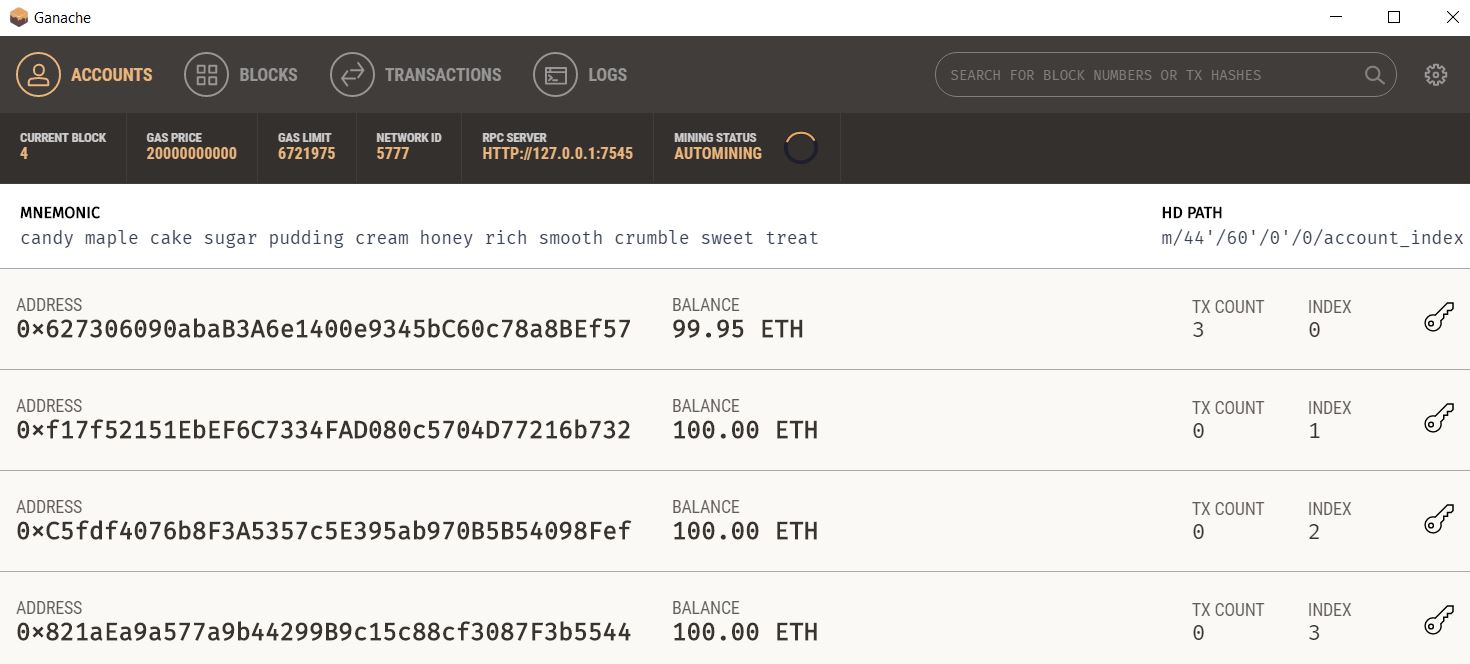 Ganache
ACCOUNTS BLOCKS TRANSACTIONS LOGS SEARCH FOR BLOCK NUMBERS OR TX HASHES
CURRENT BLOCK GAS PRICE GAS LIMIT NETWORK ID RPC SERVER MINING STATUS
4 20000000000 6721975 5777 HTTP://127.0.0.1:7545 AUTOMINING
MNEMONIC HD PATH
candy maple cake sugar pudding cream honey rich smooth crumble sweet treat m/44'/60'/0'/0/account_index
ADDRESS BALANCE TX COUNT INDEX
0×627306090abaB3A6e1400e9345bC60c78a8BEf57 99.95 ETH 3 0
ADDRESS BALANCE TX COUNT INDEX
0×f17f52151EbEF6C7334FAD080c5704D77216b732 100.00 ETH 0 1
ADDRESS BALANCE TX COUNT INDEX
0×C5fdf4076b8F3A5357c5E395ab970B5B54098Fef 100.00 ETH 0 2
ADDRESS BALANCE TX COUNT INDEX
0×821aEa9a577a9b44299B9c15c88cf3087F3b5544 100.00 ETH 0 3